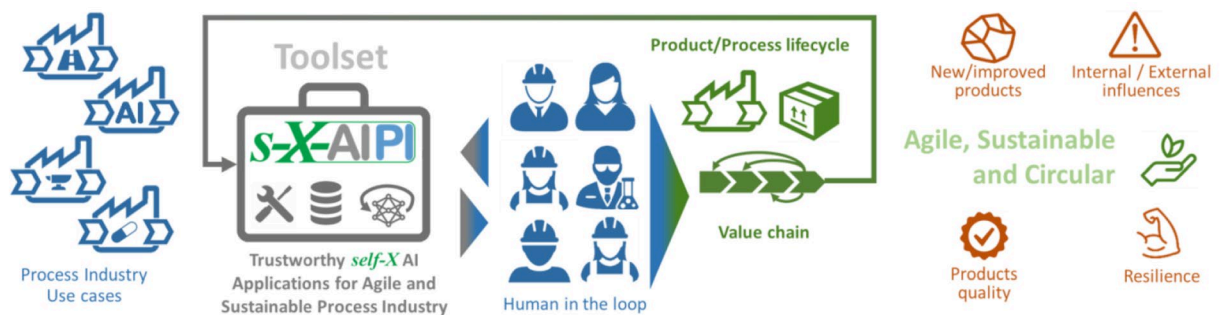 AI
Process Industry
Use cases
Toolset
s-X-AIPI
Trustworthy self-X AI
Applications for Agile and
Sustainable Process Industry
Human in the loop
Product/Process lifecycle
Value chain
New/improved
products
Internal / External
influences
Agile, Sustainable
and Circular
Products
quality
Resilience